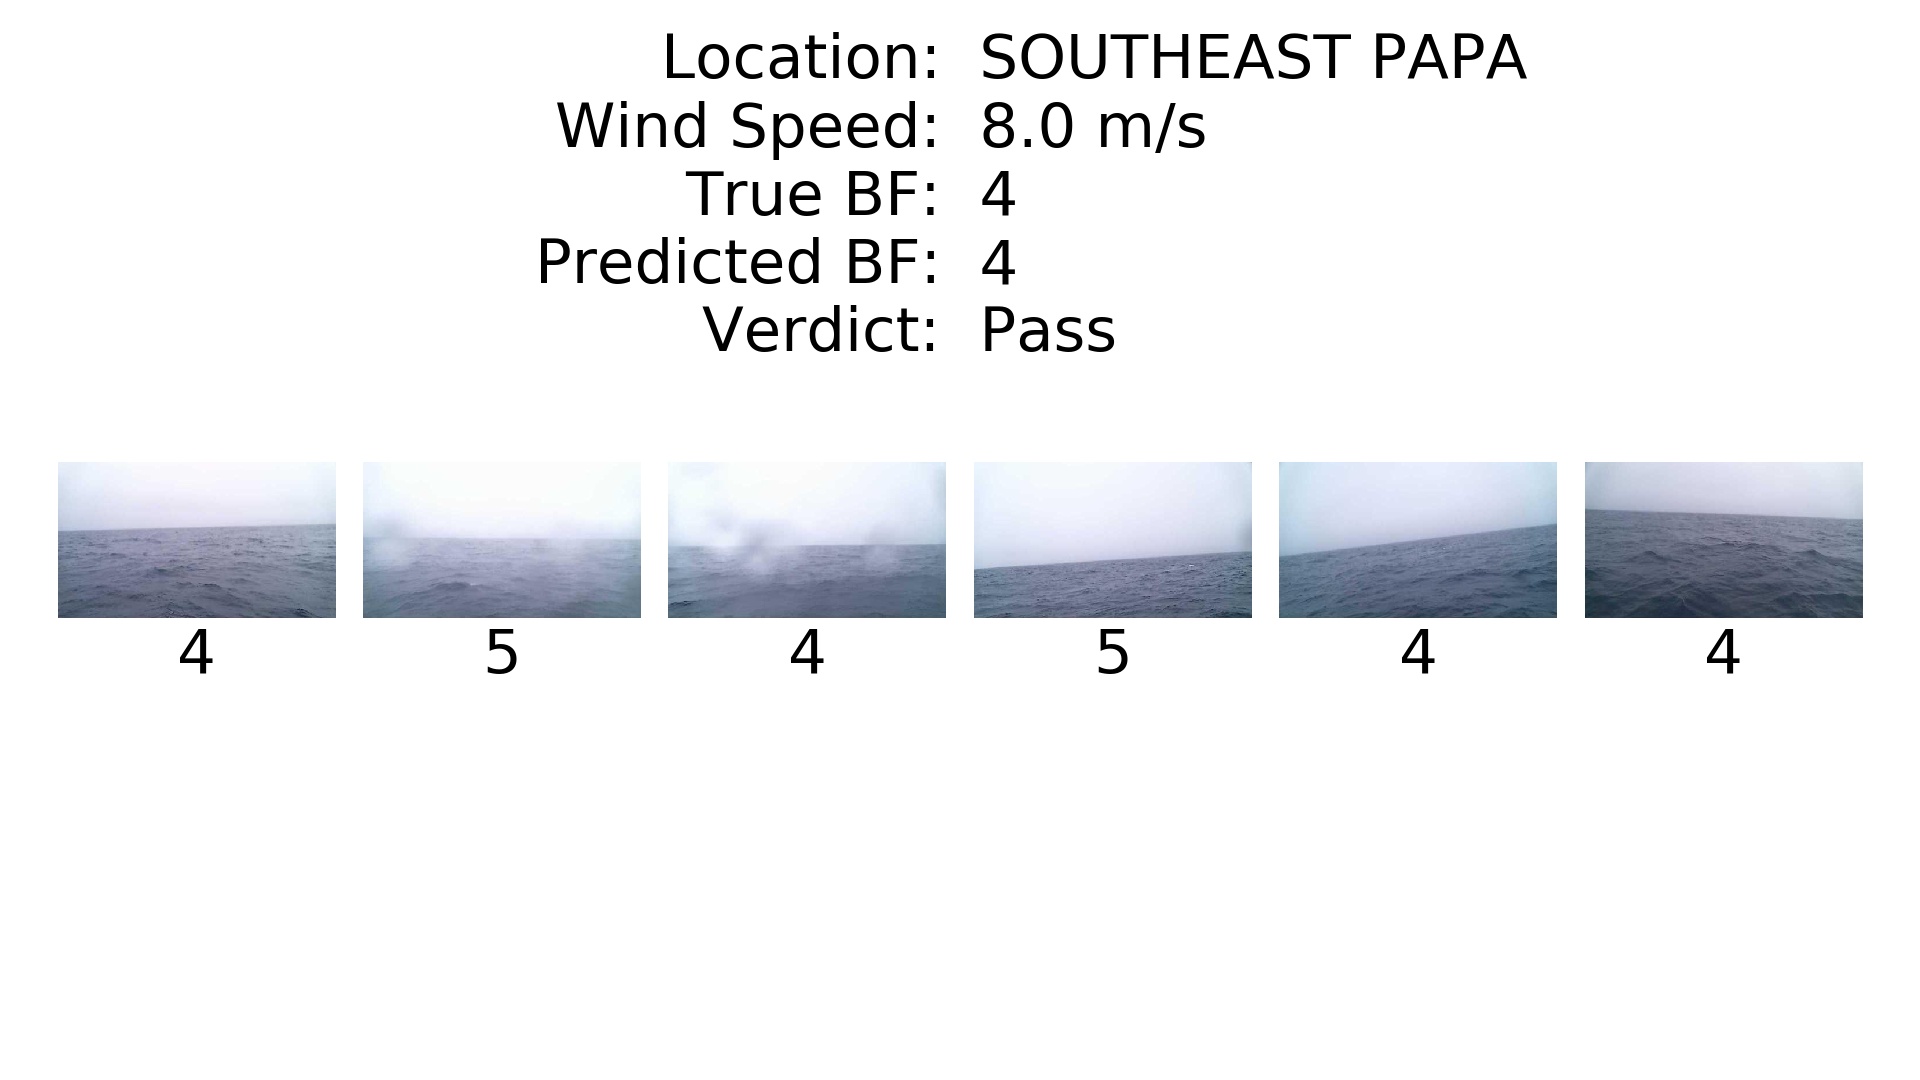 Location: SOUTHEAST PAPA
Wind Speed: 8.0 m/s
True BF: 4
Predicted BF: 4
Verdict: Pass
4 5 4 5 4 4